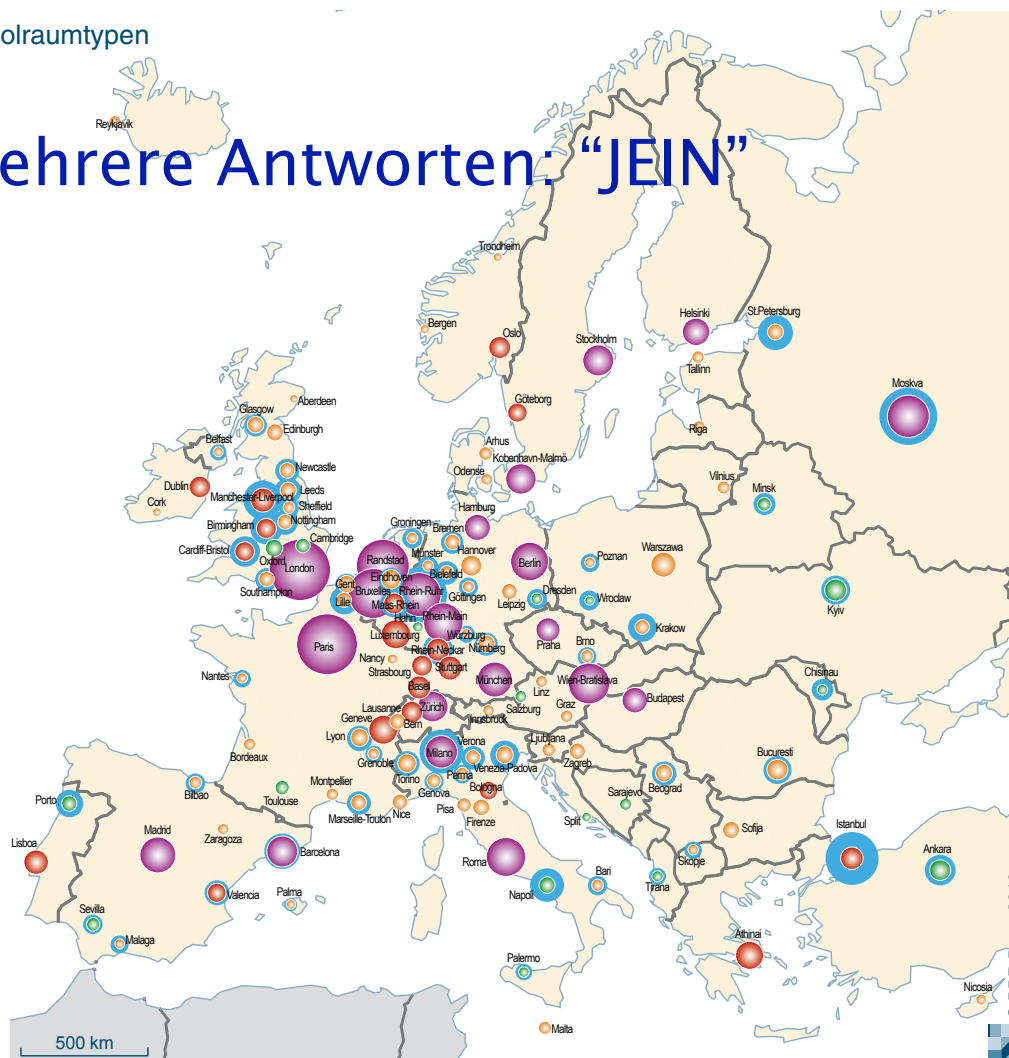 olraumtypen
Reykjavik
ehrere Antworten: “JEIN”
Trondheim
Bergen
Oslo
Stockholm
Helsinki
St.Petersburg
Tallinn
Moskva
Göteborg
Riga
Aberdeen
Glasgow
Edinburgh
Belfast
Arhus
Kobenhavn-Malmö
Odense
Vilnius
Minsk
Newcastle
Dublin
Manchester-Liverpool
Leeds
Sheffield
Cork
Birmingham
Nottingham
Cambridge
Cardiff-Bristol
Oxford
London
Southampton
Hamburg
Groningen
Bremen
Randstad
Münster
Hannover
Berlin
Poznan
Warszawa
Gent
Eindhoven
Bielefeld
Bruxelles
Rhein-Ruhr
Göttingen
Lille
Maas-Rhein
Leipzig
Dresden
Wroclaw
Kyiv
Hahn
Rhein-Main
Luxembourg
Würzburg
Nürnberg
Praha
Krakow
Brno
Paris
Rhein-Neckar
Nancy
Strasbourg
Stuttgart
Nantes
Basel
München
Linz
Wien-Bratislava
Chisinau
Salzburg
Budapest
Lausanne
Zürich
Innsbruck
Graz
Geneve
Bern
Lyon
Bordeaux
Grenoble
Milano
Verona
Ljubljana
Zagreb
Bucuresti
Torino
Parma
Venezia-Padova
Beograd
Genova
Bologna
Sarajevo
Montpellier
Porto
Bilbao
Toulouse
Marseille-Toulon
Nice
Pisa
Firenze
Split
Sofija
Istanbul
Lisboa
Madrid
Zaragoza
Barcelona
Roma
Skopje
Ankara
Bari
Tirana
Valencia
Palma
Napoli
Sevilla
Malaga
Athinai
Palermo
Nicosia
Malta
500 km